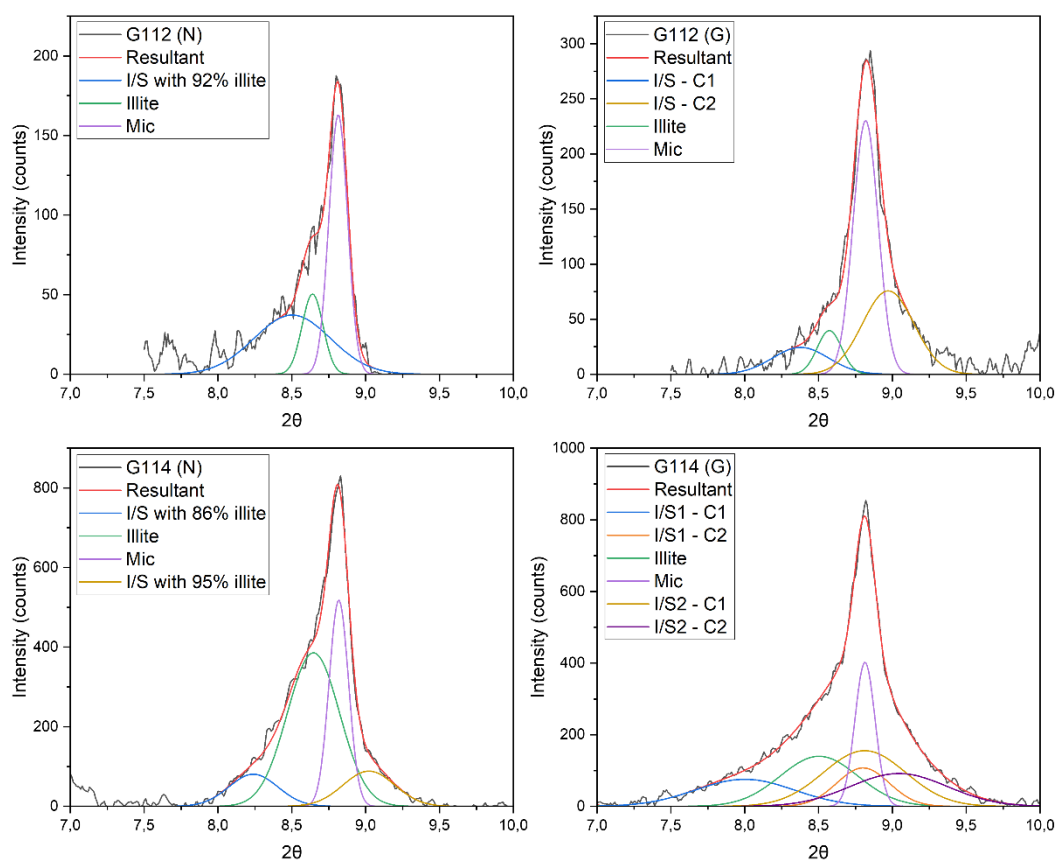 G112 (N)
Resultant
I/S with 92% illite
Illite
Mic
Intensity (counts)
200
150
100
50
0
7,0 7,5 8,0 8,5 9,0 9,5 10,0
2θ
G112 (G)
Resultant
I/S - C1
I/S - C2
Illite
Mic
Intensity (counts)
300
250
200
150
100
50
0
7,0 7,5 8,0 8,5 9,0 9,5 10,0
2θ
G114 (N)
Resultant
I/S with 86% illite
Illite
Mic
I/S with 95% illite
Intensity (counts)
800
600
400
200
0
7,0 7,5 8,0 8,5 9,0 9,5 10,0
2θ
G114 (G)
Resultant
I/S1 - C1
I/S1 - C2
Illite
Mic
I/S2 - C1
I/S2 - C2
Intensity (counts)
1000
800
600
400
200
0
7,0 7,5 8,0 8,5 9,0 9,5 10,0
2θ